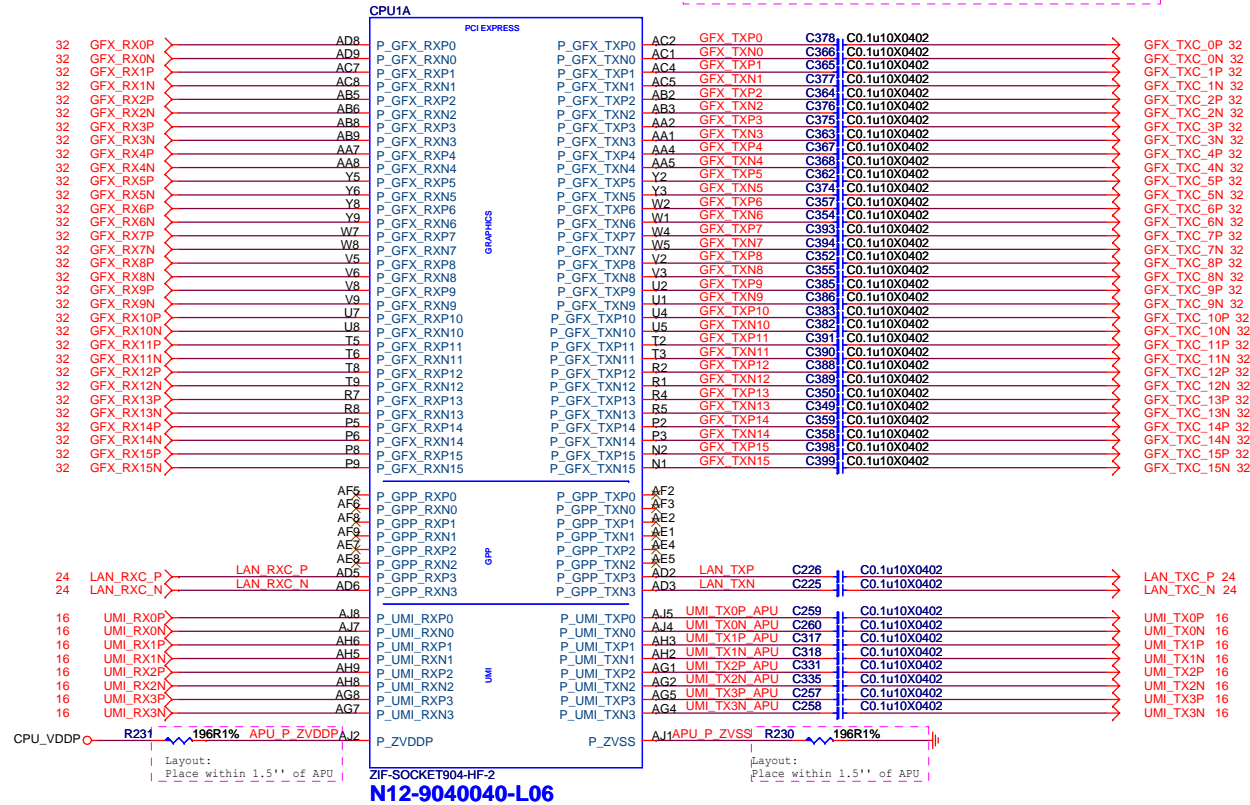 CPU1A
PCI EXPRESS
32 GFX_RX0P AD8 P_GFX_RXP0 P_GFX_TXP0 AC2 GFX_TXP0 C378 C0.1u10X0402 GFX_TXC_0P 32
32 GFX_RX0N AD9 P_GFX_RXN0 P_GFX_TXN0 AC1 GFX_TXN0 C366 C0.1u10X0402 GFX_TXC_0N 32
32 GFX_RX1P AC7 P_GFX_RXP1 P_GFX_TXP1 AC4 GFX_TXP1 C365 C0.1u10X0402 GFX_TXC_1P 32
32 GFX_RX1N AC8 P_GFX_RXN1 P_GFX_TXN1 AC5 GFX_TXN1 C377 C0.1u10X0402 GFX_TXC_1N 32
32 GFX_RX2P AB5 P_GFX_RXP2 P_GFX_TXP2 AB2 GFX_TXP2 C364 C0.1u10X0402 GFX_TXC_2P 32
32 GFX_RX2N AB6 P_GFX_RXN2 P_GFX_TXN2 AB3 GFX_TXN2 C376 C0.1u10X0402 GFX_TXC_2N 32
32 GFX_RX3P AB8 P_GFX_RXP3 P_GFX_TXP3 AA2 GFX_TXP3 C375 C0.1u10X0402 GFX_TXC_3P 32
32 GFX_RX3N AB9 P_GFX_RXN3 P_GFX_TXN3 AA1 GFX_TXN3 C363 C0.1u10X0402 GFX_TXC_3N 32
32 GFX_RX4P AA7 P_GFX_RXP4 P_GFX_TXP4 AA4 GFX_TXP4 C367 C0.1u10X0402 GFX_TXC_4P 32
32 GFX_RX4N AA8 P_GFX_RXN4 P_GFX_TXN4 AA5 GFX_TXN4 C368 C0.1u10X0402 GFX_TXC_4N 32
32 GFX_RX5P Y5 P_GFX_RXP5 P_GFX_TXP5 Y2 GFX_TXP5 C362 C0.1u10X0402 GFX_TXC_5P 32
32 GFX_RX5N Y6 P_GFX_RXN5 P_GFX_TXN5 Y3 GFX_TXN5 C374 C0.1u10X0402 GFX_TXC_5N 32
32 GFX_RX6P Y8 P_GFX_RXP6 P_GFX_TXP6 W2 GFX_TXP6 C357 C0.1u10X0402 GFX_TXC_6P 32
32 GFX_RX6N Y9 P_GFX_RXN6 P_GFX_TXN6 W1 GFX_TXN6 C354 C0.1u10X0402 GFX_TXC_6N 32
32 GFX_RX7P W7 P_GFX_RXP7 P_GFX_TXP7 W4 GFX_TXP7 C393 C0.1u10X0402 GFX_TXC_7P 32
GRAPHICS
32 GFX_RX7N W8 P_GFX_RXN7 P_GFX_TXN7 W5 GFX_TXN7 C394 C0.1u10X0402 GFX_TXC_7N 32
32 GFX_RX8P V5 P_GFX_RXP8 P_GFX_TXP8 V2 GFX_TXP8 C352 C0.1u10X0402 GFX_TXC_8P 32
32 GFX_RX8N V6 P_GFX_RXN8 P_GFX_TXN8 V3 GFX_TXN8 C355 C0.1u10X0402 GFX_TXC_8N 32
32 GFX_RX9P V8 P_GFX_RXP9 P_GFX_TXP9 U2 GFX_TXP9 C385 C0.1u10X0402 GFX_TXC_9P 32
32 GFX_RX9N V9 P_GFX_RXN9 P_GFX_TXN9 U1 GFX_TXN9 C386 C0.1u10X0402 GFX_TXC_9N 32
32 GFX_RX10P U7 P_GFX_RXP10 P_GFX_TXP10 U4 GFX_TXP10 C383 C0.1u10X0402 GFX_TXC_10P 32
32 GFX_RX10N U8 P_GFX_RXN10 P_GFX_TXN10 U5 GFX_TXN10 C382 C0.1u10X0402 GFX_TXC_10N 32
32 GFX_RX11P T5 P_GFX_RXP11 P_GFX_TXP11 T2 GFX_TXP11 C391 C0.1u10X0402 GFX_TXC_11P 32
32 GFX_RX11N T6 P_GFX_RXN11 P_GFX_TXN11 T3 GFX_TXN11 C390 C0.1u10X0402 GFX_TXC_11N 32
32 GFX_RX12P T8 P_GFX_RXP12 P_GFX_TXP12 R2 GFX_TXP12 C388 C0.1u10X0402 GFX_TXC_12P 32
32 GFX_RX12N T9 P_GFX_RXN12 P_GFX_TXN12 R1 GFX_TXN12 C389 C0.1u10X0402 GFX_TXC_12N 32
32 GFX_RX13P R7 P_GFX_RXP13 P_GFX_TXP13 R4 GFX_TXP13 C350 C0.1u10X0402 GFX_TXC_13P 32
32 GFX_RX13N R8 P_GFX_RXN13 P_GFX_TXN13 R5 GFX_TXN13 C349 C0.1u10X0402 GFX_TXC_13N 32
32 GFX_RX14P P5 P_GFX_RXP14 P_GFX_TXP14 P2 GFX_TXP14 C359 C0.1u10X0402 GFX_TXC_14P 32
32 GFX_RX14N P6 P_GFX_RXN14 P_GFX_TXN14 P3 GFX_TXN14 C358 C0.1u10X0402 GFX_TXC_14N 32
32 GFX_RX15P P8 P_GFX_RXP15 P_GFX_TXP15 N2 GFX_TXP15 C398 C0.1u10X0402 GFX_TXC_15P 32
32 GFX_RX15N P9 P_GFX_RXN15 P_GFX_TXN15 N1 GFX_TXN15 C399 C0.1u10X0402 GFX_TXC_15N 32
AF5 P_GPP_RXP0 P_GPP_TXP0 AF2
AF6 P_GPP_RXN0 P_GPP_TXN0 AF3
AF8 P_GPP_RXP1 P_GPP_TXP1 AE2
AF9 P_GPP_RXN1 P_GPP_TXN1 AE1
AE7 P_GPP_RXP2 P_GPP_TXP2 AE4
GPP
AE8 P_GPP_RXN2 P_GPP_TXN2 AE5
24 LAN_RXC_P LAN_RXC_P AD5 P_GPP_RXP3 P_GPP_TXP3 AD2 LAN_TXP C226 C0.1u10X0402 LAN_TXC_P 24
24 LAN_RXC_N LAN_RXC_N AD6 P_GPP_RXN3 P_GPP_TXN3 AD3 LAN_TXN C225 C0.1u10X0402 LAN_TXC_N 24
16 UMI_RX0P AJ8 P_UMI_RXP0 P_UMI_TXP0 AJ5 UMI_TX0P_APU C259 C0.1u10X0402 UMI_TX0P 16
16 UMI_RX0N AJ7 P_UMI_RXN0 P_UMI_TXN0 AJ4 UMI_TX0N_APU C260 C0.1u10X0402 UMI_TX0N 16
16 UMI_RX1P AH6 P_UMI_RXP1 P_UMI_TXP1 AH3 UMI_TX1P_APU C317 C0.1u10X0402 UMI_TX1P 16
16 UMI_RX1N AH5 P_UMI_RXN1 P_UMI_TXN1 AH2 UMI_TX1N_APU C318 C0.1u10X0402 UMI_TX1N 16
16 UMI_RX2P AH9 P_UMI_RXP2 P_UMI_TXP2 AG1 UMI_TX2P_APU C331 C0.1u10X0402 UMI_TX2P 16
UMI
16 UMI_RX2N AH8 P_UMI_RXN2 P_UMI_TXN2 AG2 UMI_TX2N_APU C335 C0.1u10X0402 UMI_TX2N 16
16 UMI_RX3P AG8 P_UMI_RXP3 P_UMI_TXP3 AG5 UMI_TX3P_APU C257 C0.1u10X0402 UMI_TX3P 16
16 UMI_RX3N AG7 P_UMI_RXN3 P_UMI_TXN3 AG4 UMI_TX3N_APU C258 C0.1u10X0402 UMI_TX3N 16
CPU_VDDP R231 196R1% APU_P_ZVDDP AJ2 P_ZVDDP P_ZVSS AJ1 APU_P_ZVSS R230 196R1%
Layout: Layout:
Place within 1.5'' of APU Place within 1.5'' of APU
ZIF-SOCKET904-HF-2
N12-9040040-L06